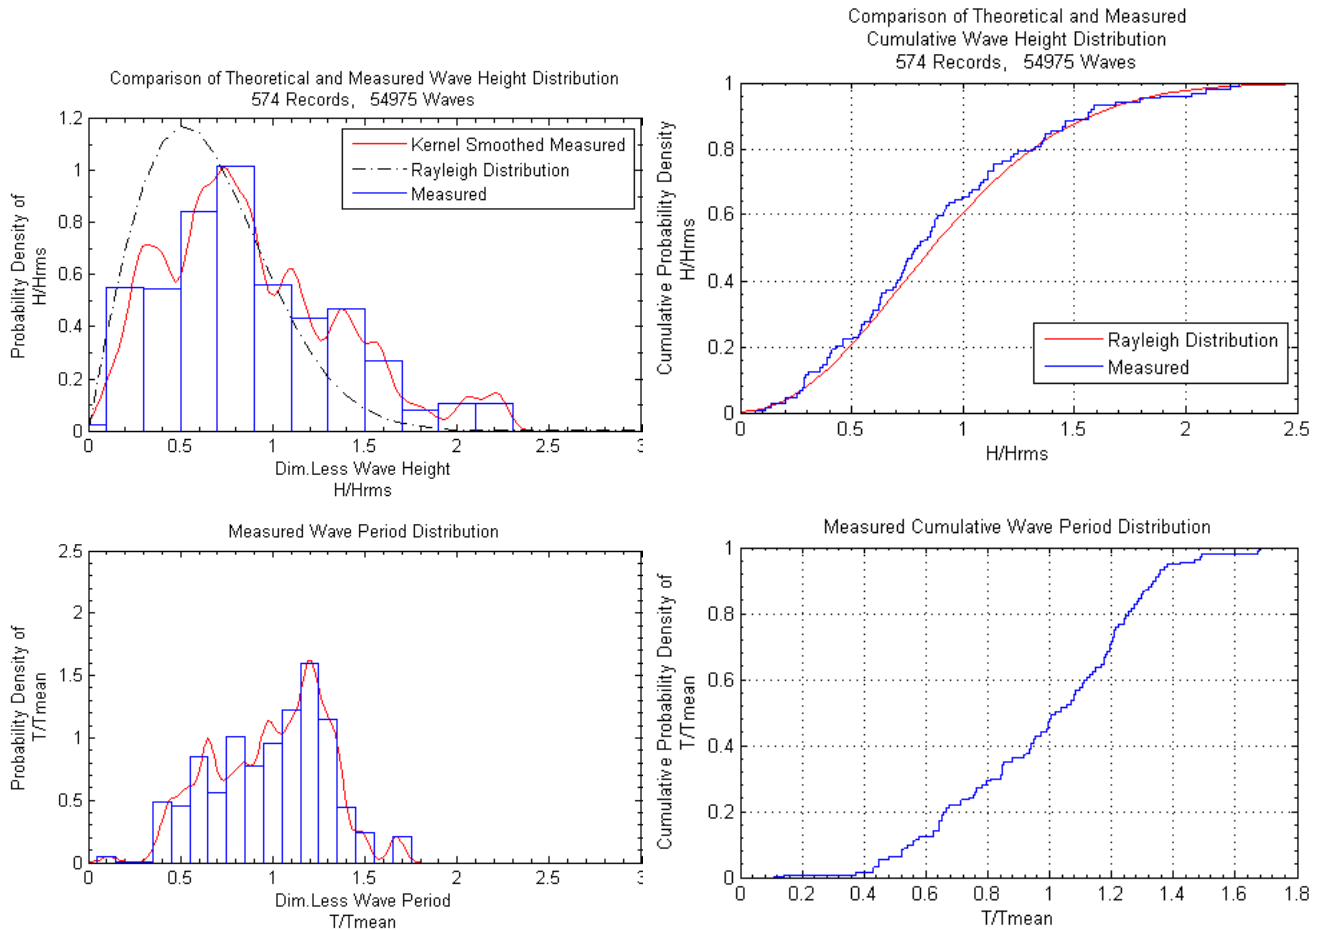 Comparison of Theoretical and Measured Wave Height Distribution
574 Records,   54975 Waves
Probability Density of
H/Hrms
1.2
1
0.8
0.6
0.4
0.2
0
Kernel Smoothed Measured
Rayleigh Distribution
Measured
0 0.5 1 1.5 2 2.5 3
Dim.Less Wave Height
H/Hrms
Comparison of Theoretical and Measured
Cumulative Wave Height Distribution
574 Records,   54975 Waves
Cumulative Probability Density
H/Hrms
1
0.8
0.6
0.4
0.2
0
Rayleigh Distribution
Measured
0 0.5 1 1.5 2 2.5
H/Hrms
Measured Wave Period Distribution
Probability Density of
T/Tmean
2.5
2
1.5
1
0.5
0
0 0.5 1 1.5 2 2.5 3
Dim.Less Wave Period
T/Tmean
Measured Cumulative Wave Period Distribution
Cumulative Probability Density of
T/Tmean
1
0.8
0.6
0.4
0.2
0
0 0.2 0.4 0.6 0.8 1 1.2 1.4 1.6 1.8
T/Tmean